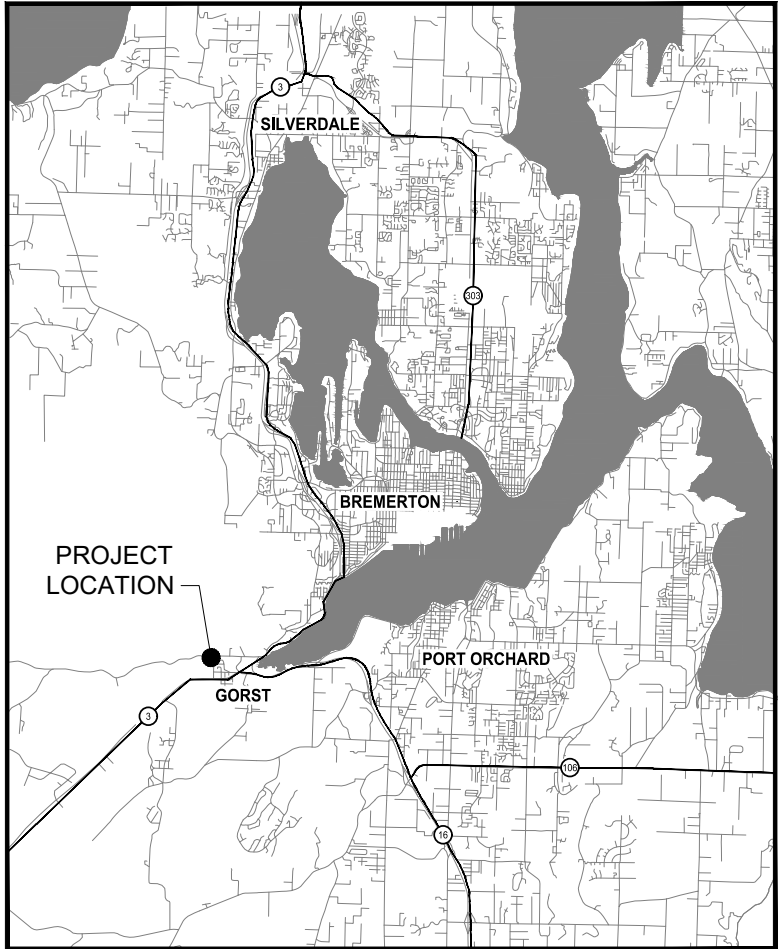 3
SILVERDALE
303
BREMERTON
PROJECT
LOCATION
PORT ORCHARD
GORST
3
106
16